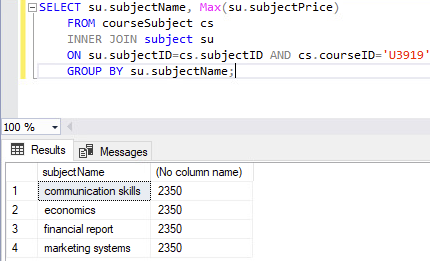 SELECT su.subjectName, Max(su.subjectPrice)
FROM courseSubject cs
INNER JOIN subject su
ON su.subjectID=cs.subjectID AND cs.courseID='U3919'
GROUP BY su.subjectName;
100 %
Results Messages
subjectName (No column name)
1 communication skills 2350
2 economics 2350
3 financial report 2350
4 marketing systems 2350